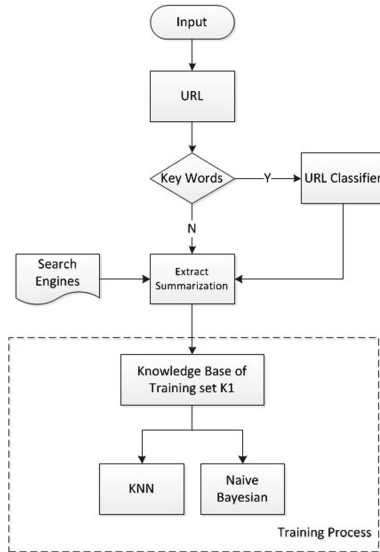 Input
URL
Key Words
Y
URL Classifier
N
Search
Engines
Extract
Summarization
Knowledge Base of
Training set K1
KNN
Naive
Bayesian
Training Process